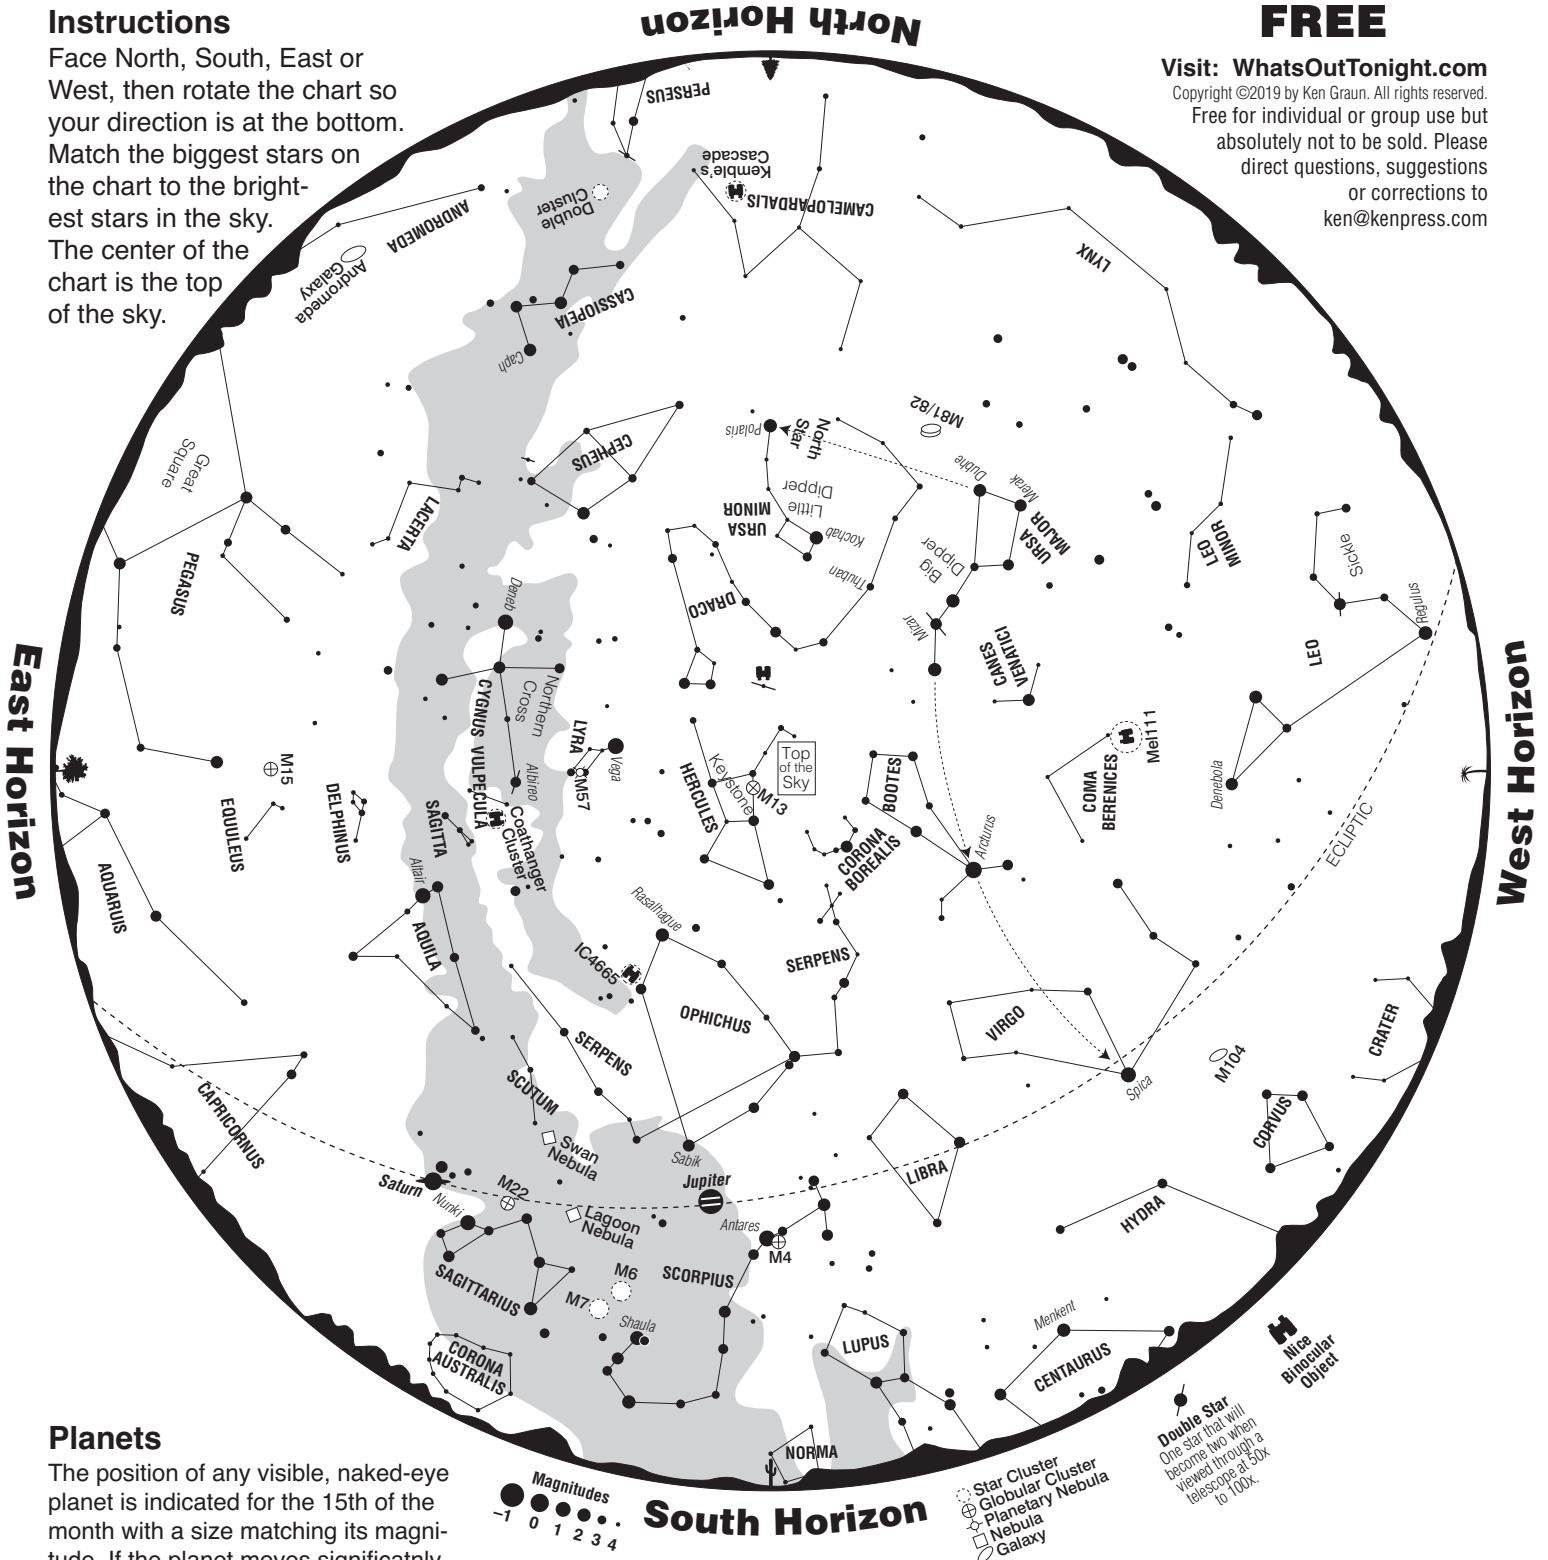 Instructions
Face North, South, East or
West, then rotate the chart so
your direction is at the bottom.
Match the biggest stars on
the chart to the bright-
est stars in the sky.
The center of the
chart is the top
of the sky.
North Horizon
FREE
Visit: WhatsOutTonight.com
Copyright ©2019 by Ken Graun. All rights reserved.
Free for individual or group use but
absolutely not to be sold. Please
direct questions, suggestions
or corrections to
ken@kenpress.com
PERSEUS
Kemble's
Cascade
CAMELOPARDALIS
Double
Cluster
ANDROMEDA
Andromeda
Galaxy
LYNX
CASSIOPEIA
Caph
M81/82
Polaris
North
Star
CEPHEUS
Great
Square
Dubhe
Merak
Little
Dipper
URSA
MINOR
Kochab
LACERTA
URSA
MAJOR
Big
Dipper
LEO
MINOR
Sickle
Regulus
PEGASUS
Thuban
DRACO
Deneb
Mizar
CANES
VENATICI
LEO
East Horizon
West Horizon
Northern
Cross
CYGNUS
LYRA
Vega
M57
Albireo
VULPECULA
Coathanger
Cluster
M15
EQUULEUS
DELPHINUS
SAGITTA
Altair
HERCULES
Keystone
M13
Top
of the
Sky
BOOTES
COMA
BERENICES
Mel111
Denebola
CORONA
BOREALIS
Arcturus
ECLIPTIC
AQUARUIS
AQUILA
Rasalhague
IC4665
SERPENS
OPHICHUS
VIRGO
CRATER
SERPENS
SCUTUM
M104
Spica
CAPRICORNUS
CORVUS
Swan
Nebula
Sabik
LIBRA
Saturn
Nunki
M22
Jupiter
Lagoon
Nebula
Antares
M4
HYDRA
SAGITTARIUS
M6
M7
SCORPIUS
Shaula
CORONA
AUSTRALIS
LUPUS
Menkent
CENTAURUS
NORMA
Nice
Binocular
Object
Double Star
One star that will
become two when
viewed through a
telescope at 50x
to 100x.
Star Cluster
Globular Cluster
Planetary Nebula
Nebula
Galaxy
South Horizon
Magnitudes
–1 0 1 2 3 4
Planets
The position of any visible, naked-eye
planet is indicated for the 15th of the
month with a size matching its magni-
tude. If the planet moves significatnly